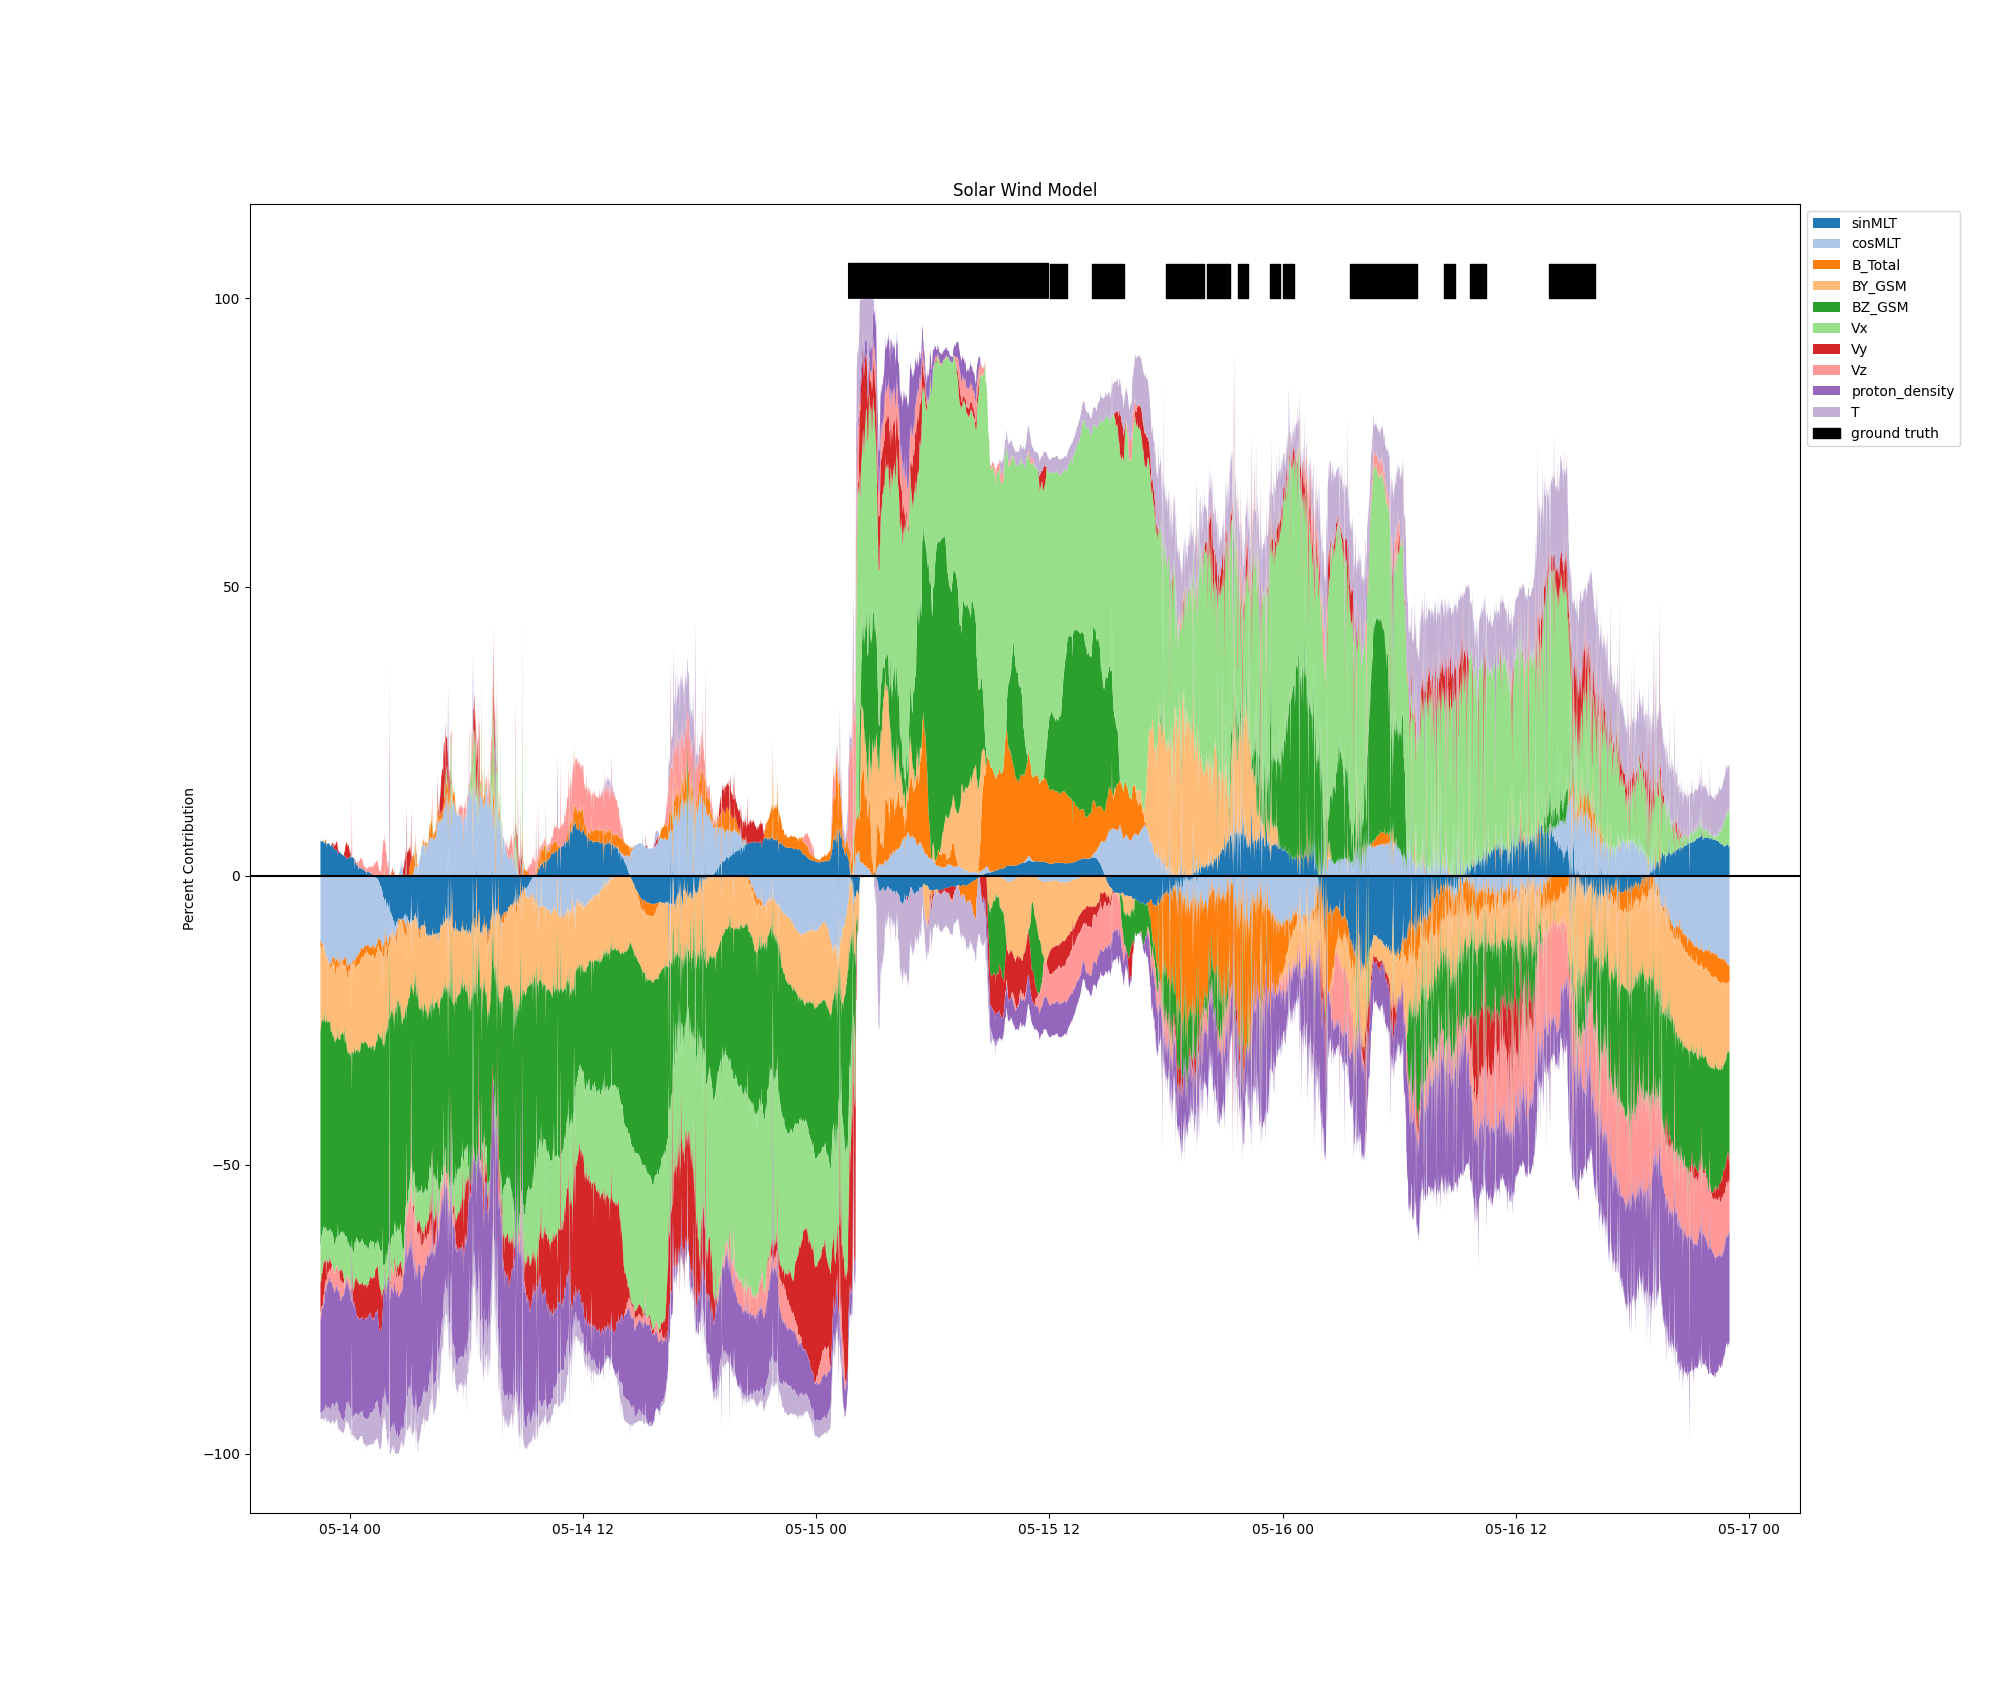 Solar Wind Model
sinMLT
cosMLT
B_Total
BY_GSM
BZ_GSM
Vx
Vy
Vz
proton_density
T
ground truth
Percent Contribution
100
50
0
−50
−100
05-14 00
05-14 12
05-15 00
05-15 12
05-16 00
05-16 12
05-17 00